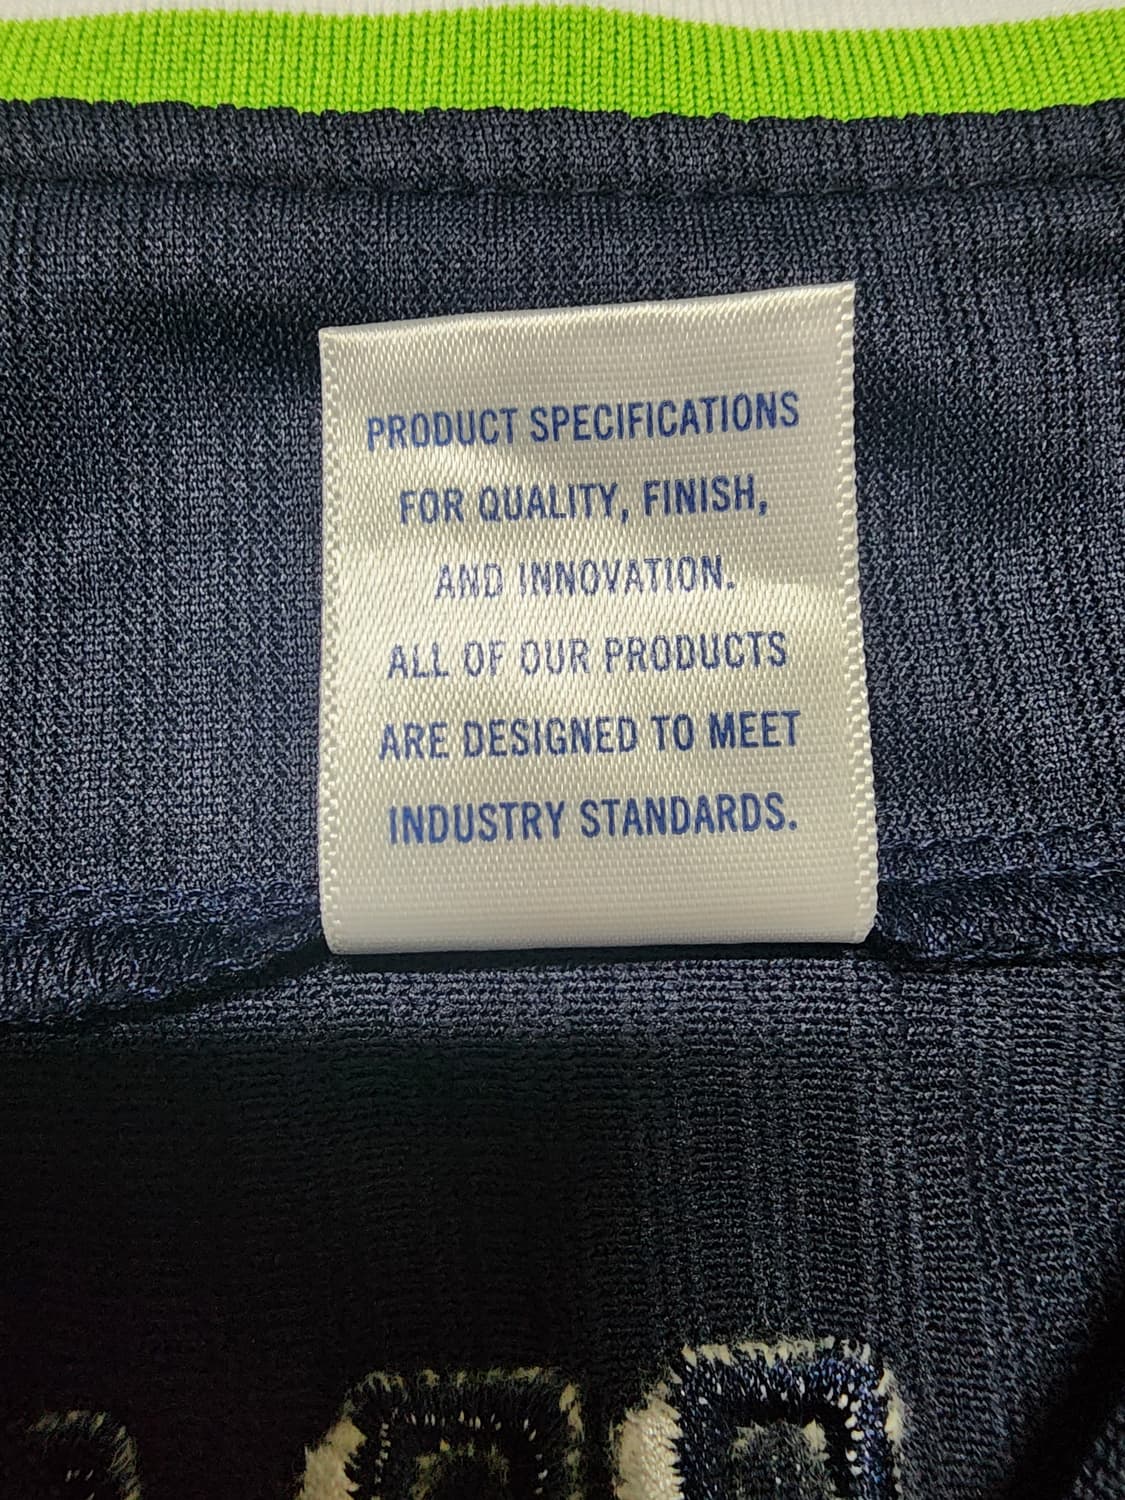 PRODUCT SPECIFICATIONS
FOR QUALITY, FINISH,
AND INNOVATION.
ALL OF OUR PRODUCTS
ARE DESIGNED TO MEET
INDUSTRY STANDARDS.